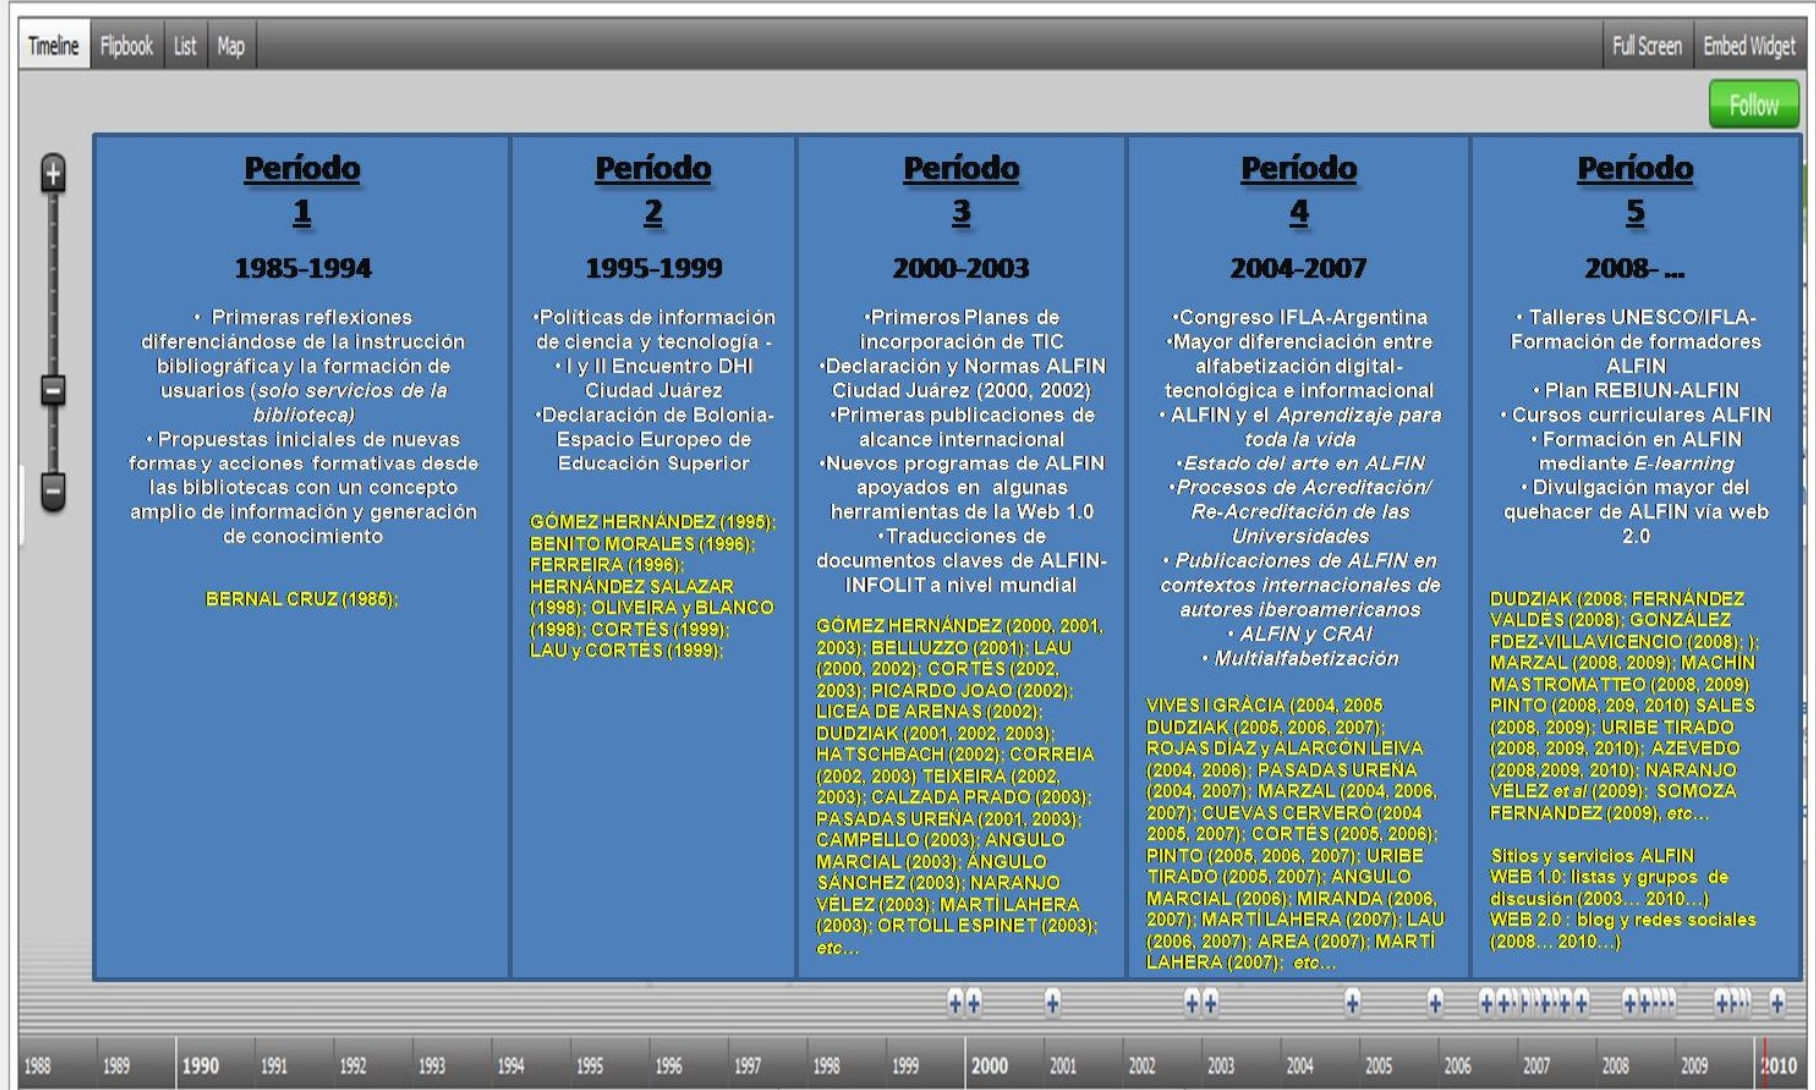 Timeline
Flipbook
List
Map
Full Screen
Embed Widget
Follow
Período
1
1985-1994
• Primeras reflexiones
diferenciándose de la instrucción
bibliográfica y la formación de
usuarios (solo servicios de la
biblioteca)
• Propuestas iniciales de nuevas
formas y acciones formativas desde
las bibliotecas con un concepto
amplio de información y generación
de conocimiento
BERNAL CRUZ (1985);
Período
2
1995-1999
•Políticas de información
de ciencia y tecnología -
• I y II Encuentro DHI
Ciudad Juárez
•Declaración de Bolonia-
Espacio Europeo de
Educación Superior
GÓMEZ HERNÁNDEZ (1995);
BENITO MORALES (1996);
FERREIRA (1996);
HERNÁNDEZ SALAZAR
(1998); OLIVEIRA y BLANCO
(1998); CORTÉS (1999);
LAU y CORTÉS (1999);
Período
3
2000-2003
•Primeros Planes de
incorporación de TIC
•Declaración y Normas ALFIN
Ciudad Juárez (2000, 2002)
•Primeras publicaciones de
alcance internacional
•Nuevos programas de ALFIN
apoyados en algunas
herramientas de la Web 1.0
•Traducciones de
documentos claves de ALFIN-
INFOLIT a nivel mundial
GÓMEZ HERNÁNDEZ (2000, 2001,
2003); BELLUZZO (2001); LAU
(2000, 2002); CORTÉS (2002,
2003); PICARDO JOAO (2002);
LICEA DE ARENAS (2002);
DUDZIAK (2001, 2002, 2003);
HATSCHBACH (2002); CORREIA
(2002, 2003) TEIXEIRA (2002,
2003); CALZADA PRADO (2003);
PASADAS UREÑA (2001, 2003);
CAMPELLO (2003); ANGULO
MARCIAL (2003); ÁNGULO
SÁNCHEZ (2003); NARANJO
VÉLEZ (2003); MARTÍ LAHERA
(2003); ORTOLL ESPINET (2003);
etc...
Período
4
2004-2007
•Congreso IFLA-Argentina
•Mayor diferenciación entre
alfabetización digital-
tecnológica e informacional
• ALFIN y el Aprendizaje para
toda la vida
•Estado del arte en ALFIN
•Procesos de Acreditación/
Re-Acreditación de las
Universidades
• Publicaciones de ALFIN en
contextos internacionales de
autores iberoamericanos
• ALFIN y CRAI
• Multialfabetización
VIVES I GRÀCIA (2004, 2005
DUDZIAK (2005, 2006, 2007);
ROJAS DÍAZ y ALARCÓN LEIVA
(2004, 2006); PASADAS UREÑA
(2004, 2007); MARZAL (2004, 2006,
2007); CUEVAS CERVERÓ (2004
2005, 2007); CORTÉS (2005, 2006);
PINTO (2005, 2006, 2007); URIBE
TIRADO (2005, 2007); ANGULO
MARCIAL (2006); MIRANDA (2006,
2007); MARTÍ LAHERA (2007); LAU
(2006, 2007); AREA (2007); MARTÍ
LAHERA (2007); etc...
Período
5
2008- ...
• Talleres UNESCO/IFLA-
Formación de formadores
ALFIN
• Plan REBIUN-ALFIN
• Cursos curriculares ALFIN
• Formación en ALFIN
mediante E-learning
• Divulgación mayor del
quehacer de ALFIN vía web
2.0
DUDZIAK (2008; FERNÁNDEZ
VALDÉS (2008); GONZÁLEZ
FDEZ-VILLAVICENCIO (2008); );
MARZAL (2008, 2009); MACHÍN
MASTROMATTEO (2008, 2009)
PINTO (2008, 209, 2010) SALES
(2008, 2009); URIBE TIRADO
(2008, 2009, 2010); AZEVEDO
(2008,2009, 2010); NARANJO
VÉLEZ et al (2009); SOMOZA
FERNANDEZ (2009), etc...
Sitios y servicios ALFIN
WEB 1.0: listas y grupos de
discusión (2003... 2010...)
WEB 2.0 : blog y redes sociales
(2008... 2010...)
1988 1989 1990 1991 1992 1993 1994 1995 1996 1997 1998 1999 2000 2001 2002 2003 2004 2005 2006 2007 2008 2009 2010